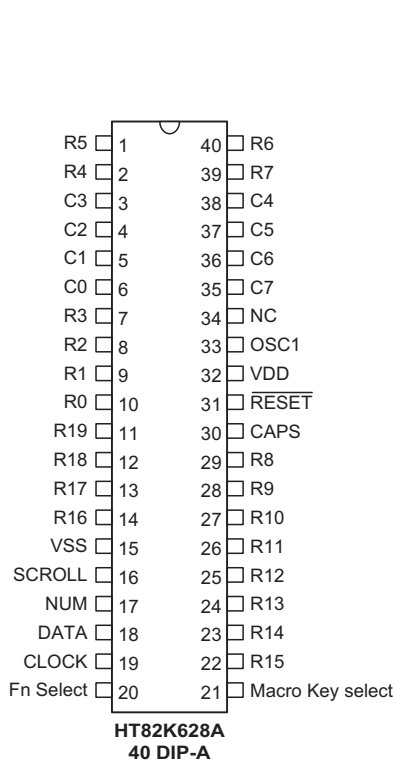 R5 1 40 R6
R4 2 39 R7
C3 3 38 C4
C2 4 37 C5
C1 5 36 C6
C0 6 35 C7
R3 7 34 NC
R2 8 33 OSC1
R1 9 32 VDD
R0 10 31 RESET
R19 11 30 CAPS
R18 12 29 R8
R17 13 28 R9
R16 14 27 R10
VSS 15 26 R11
SCROLL 16 25 R12
NUM 17 24 R13
DATA 18 23 R14
CLOCK 19 22 R15
Fn Select 20 21 Macro Key select
HT82K628A
40 DIP-A